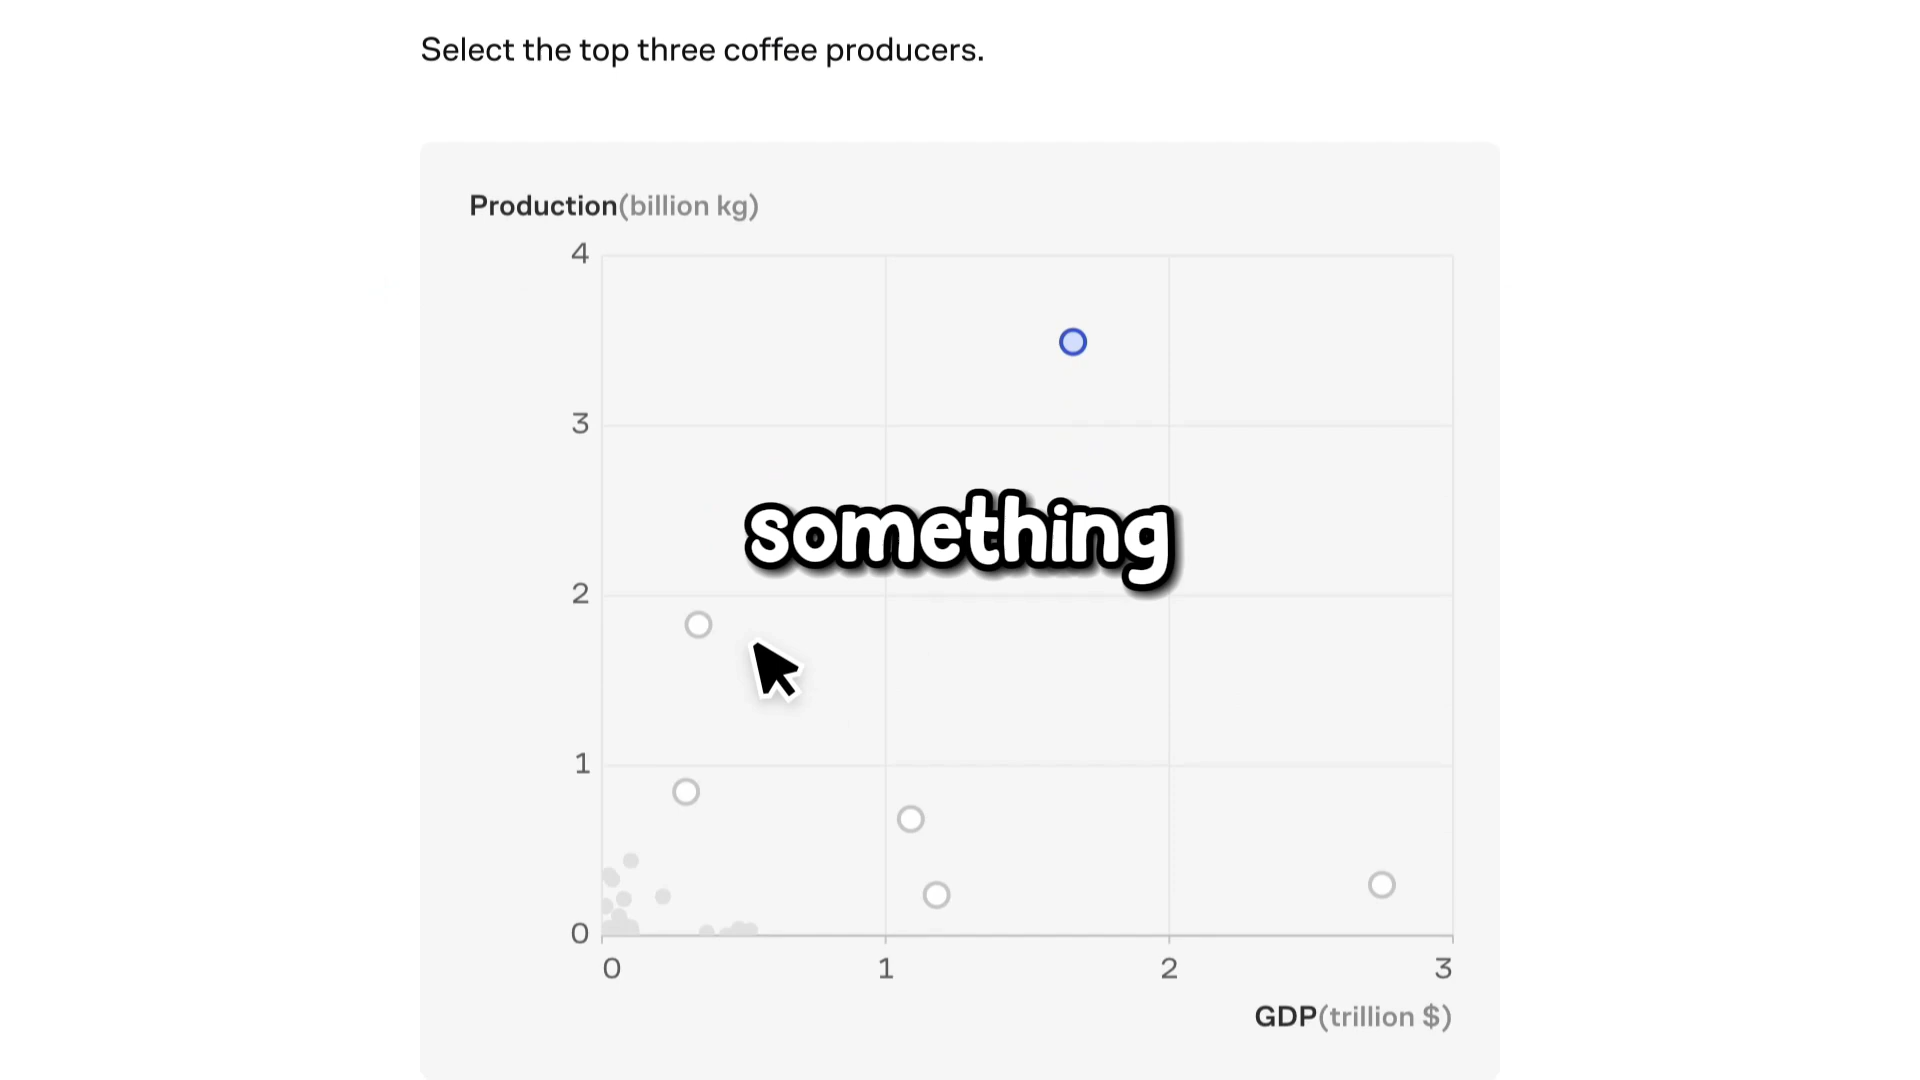 Select the top three coffee producers.
Production(billion kg)
4
3
something
2
1
0
0 1 2 3
GDP(trillion $)